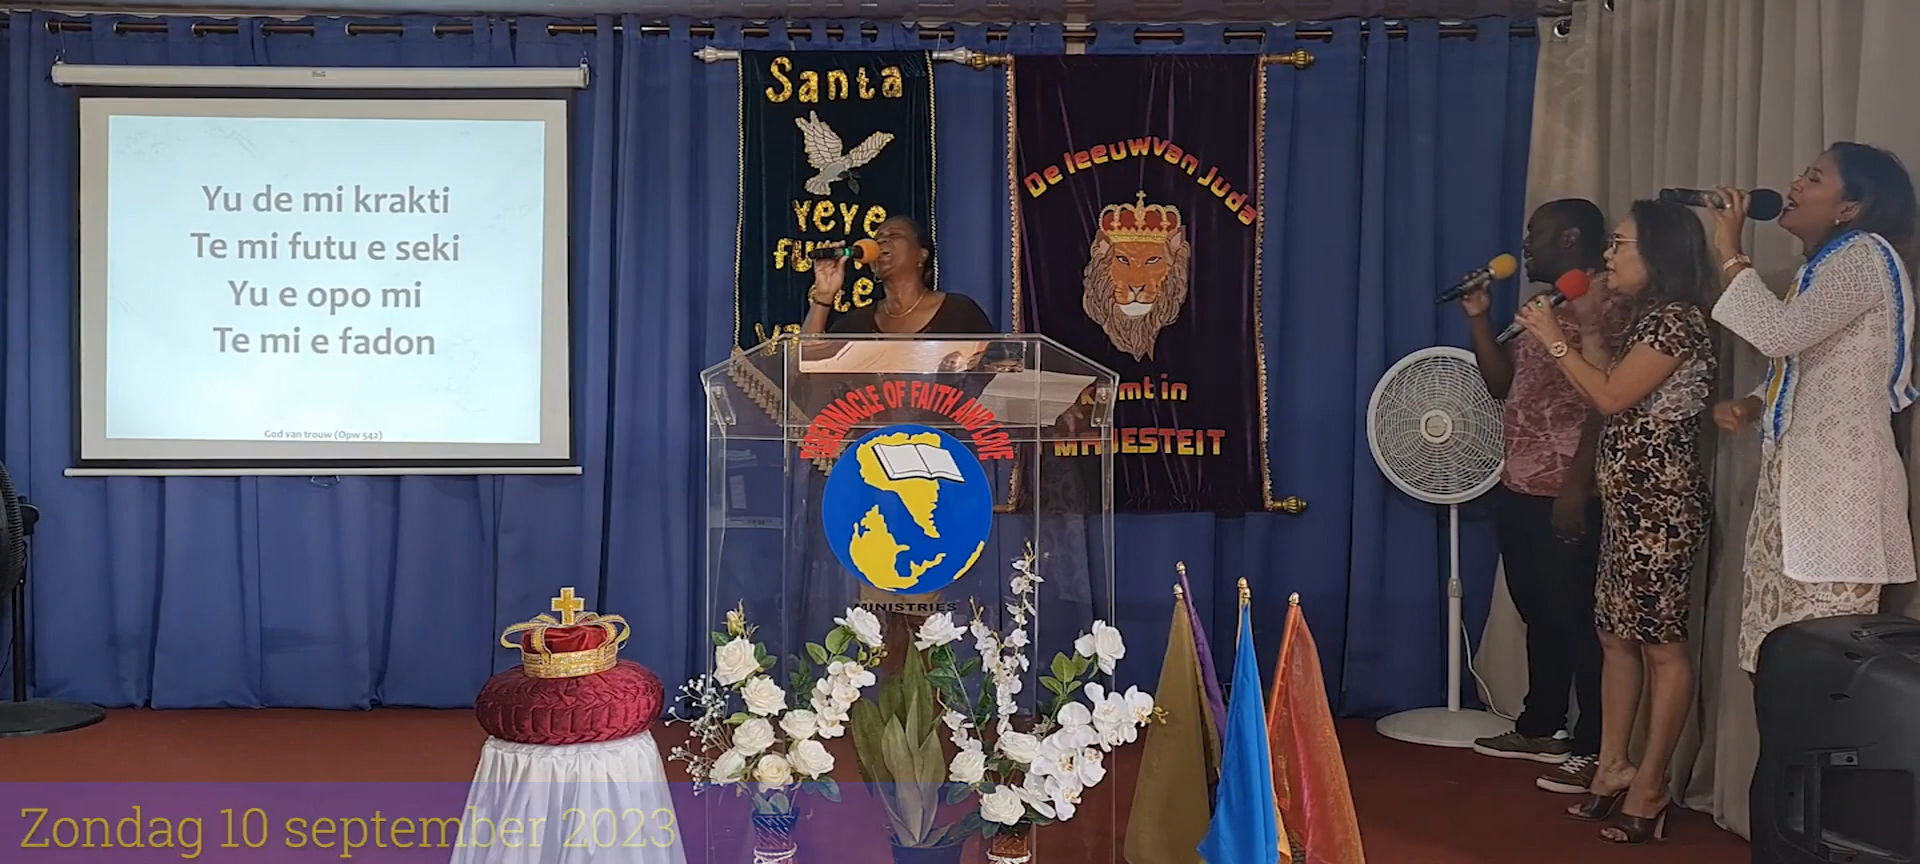 Yu de mi krakti
Te mi futu e seki
Yu e opo mi
Te mi e fadon
God van trouw (Opw 542)
Santa
YEYE
De leeuw van Juda
komt in
MAJESTEIT
TABERNACLE OF FAITH AND LOVE
MINISTRIES
Zondag 10 september 2023